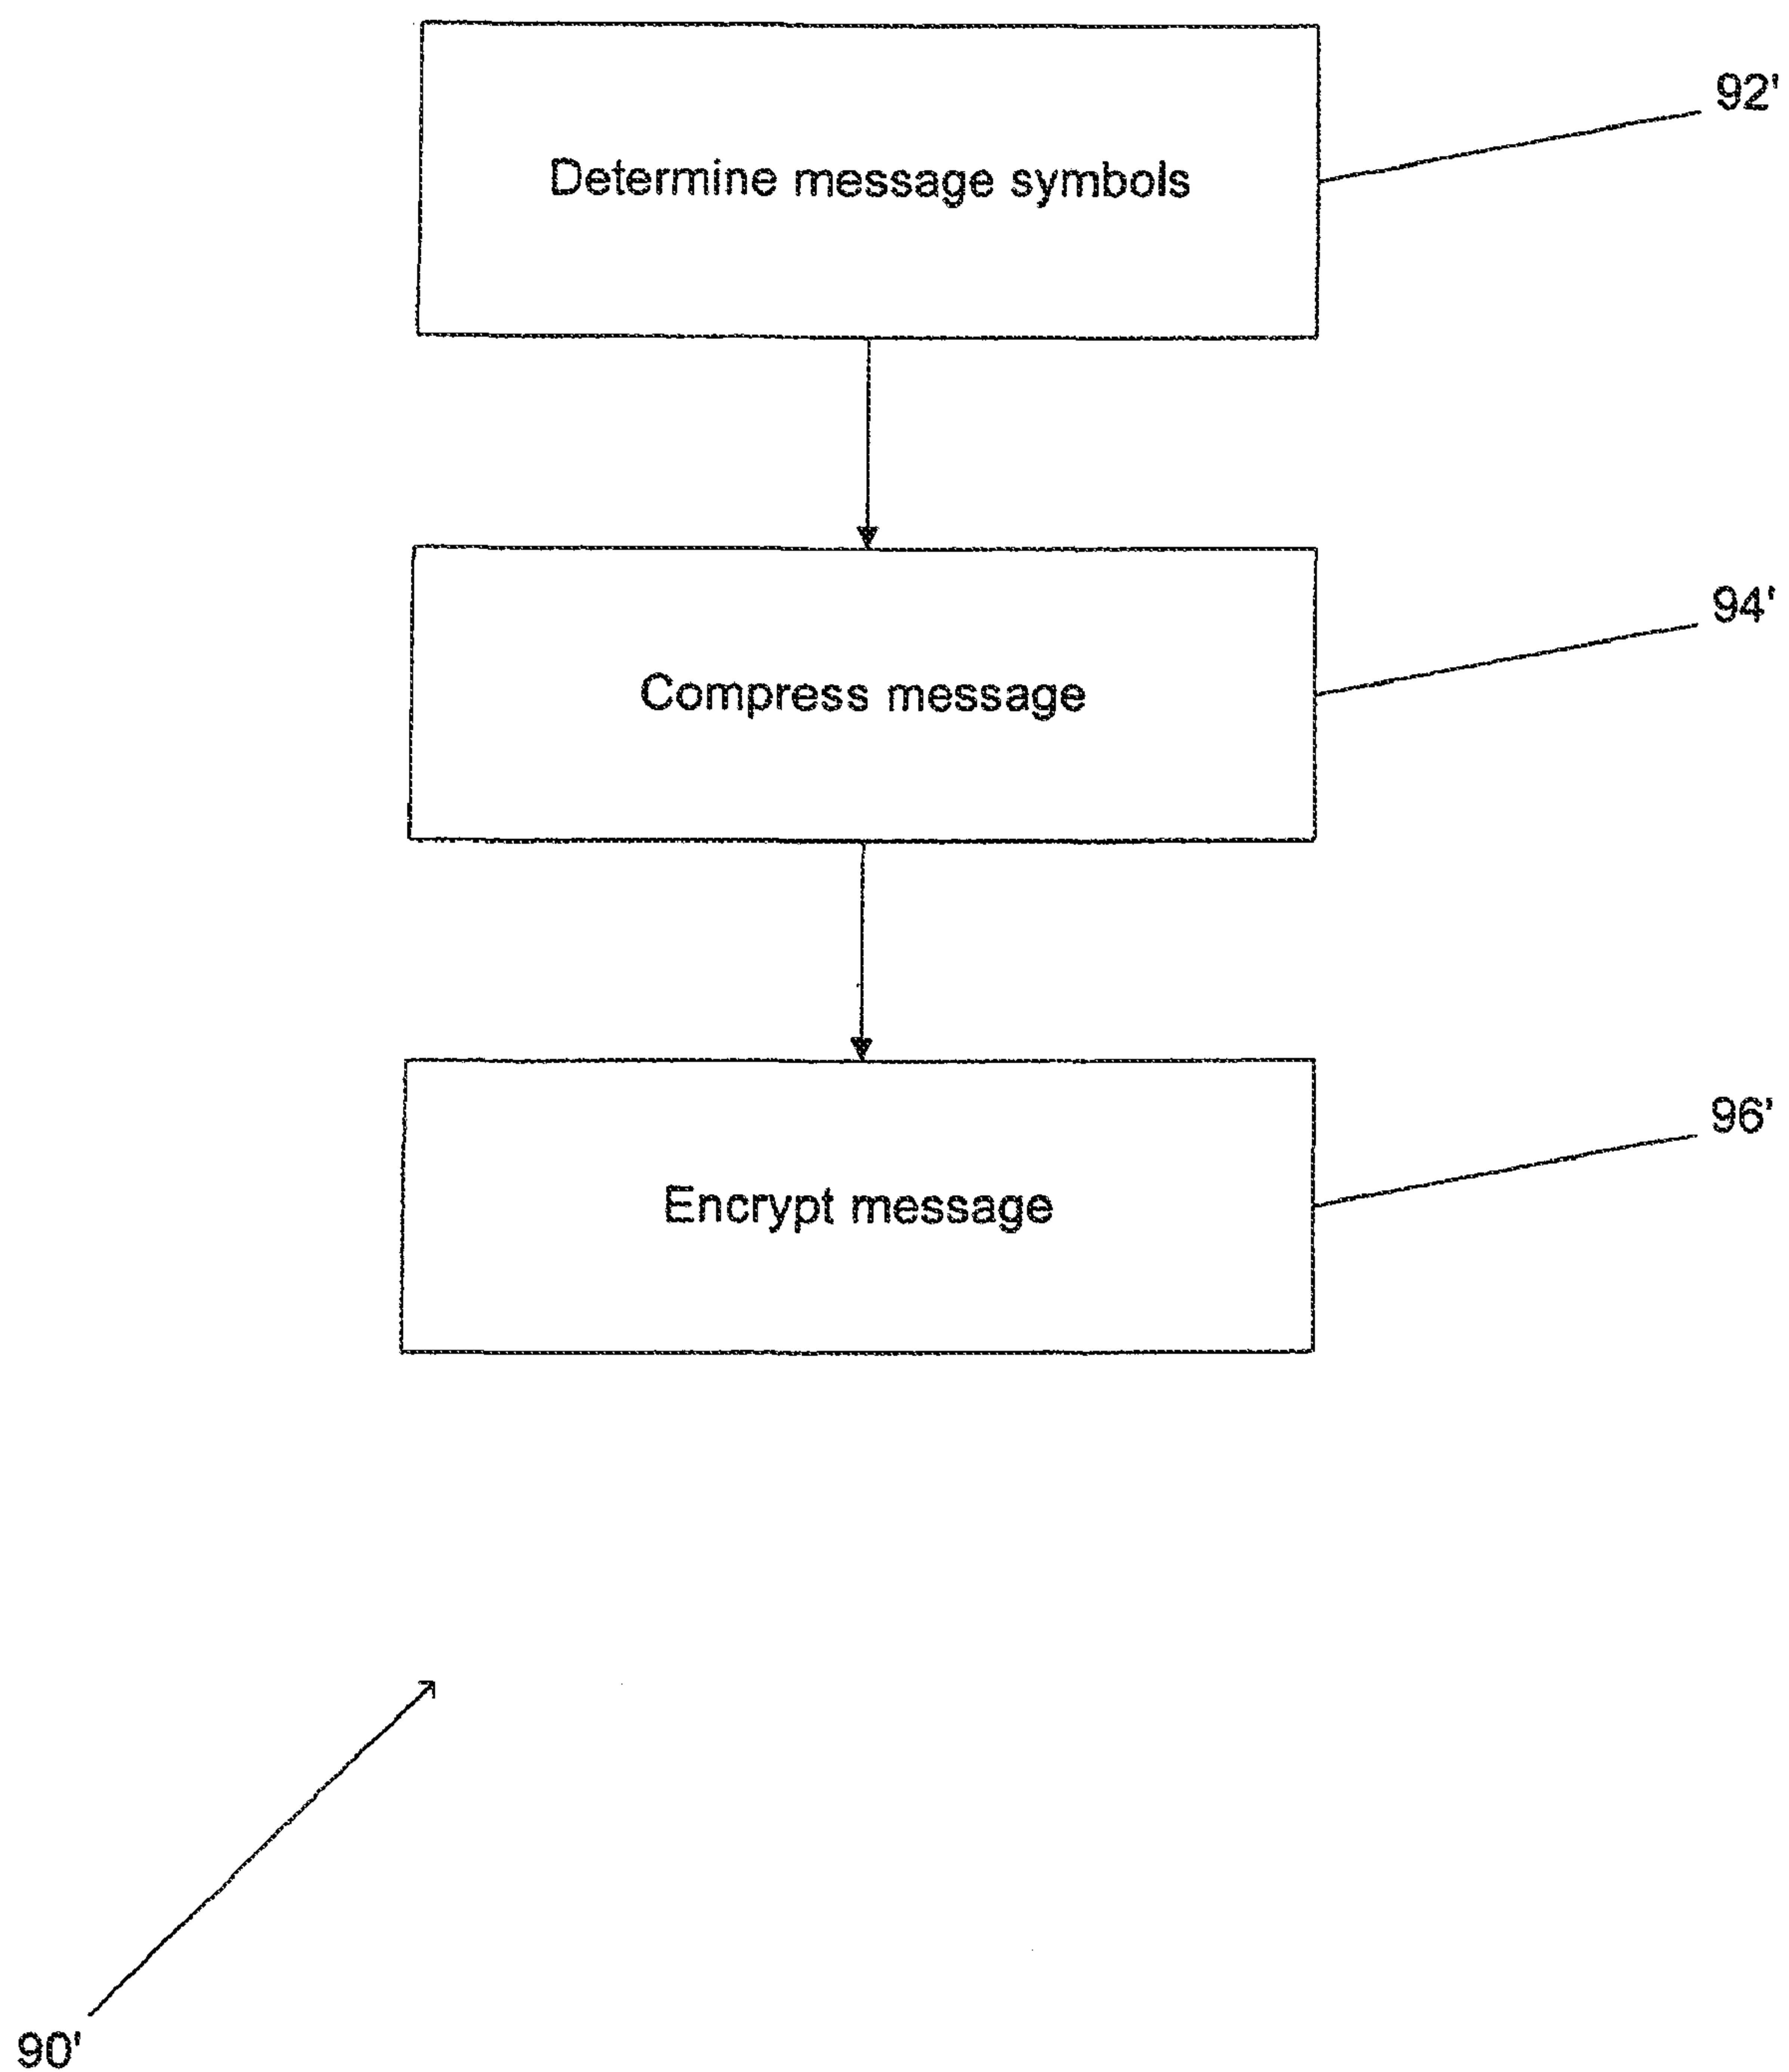 92'
Determine message symbols
94'
Compress message
96'
Encrypt message
90'